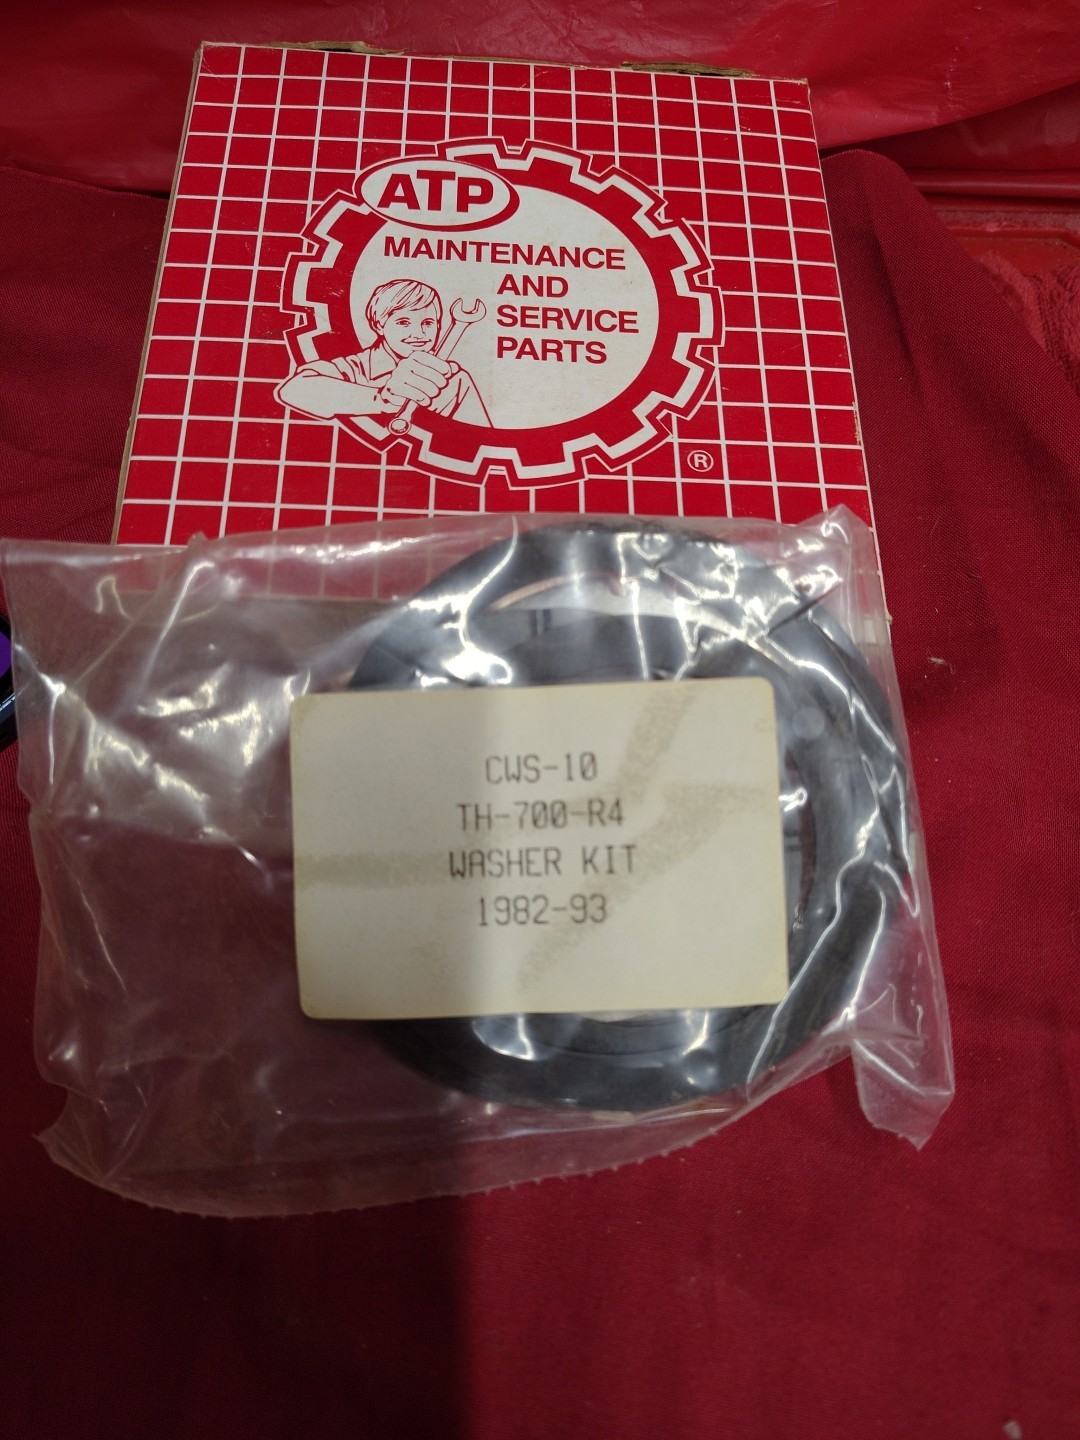 ATP
MAINTENANCE
AND
SERVICE
PARTS
®
CWS-10
TH-700-R4
WASHER KIT
1982-93